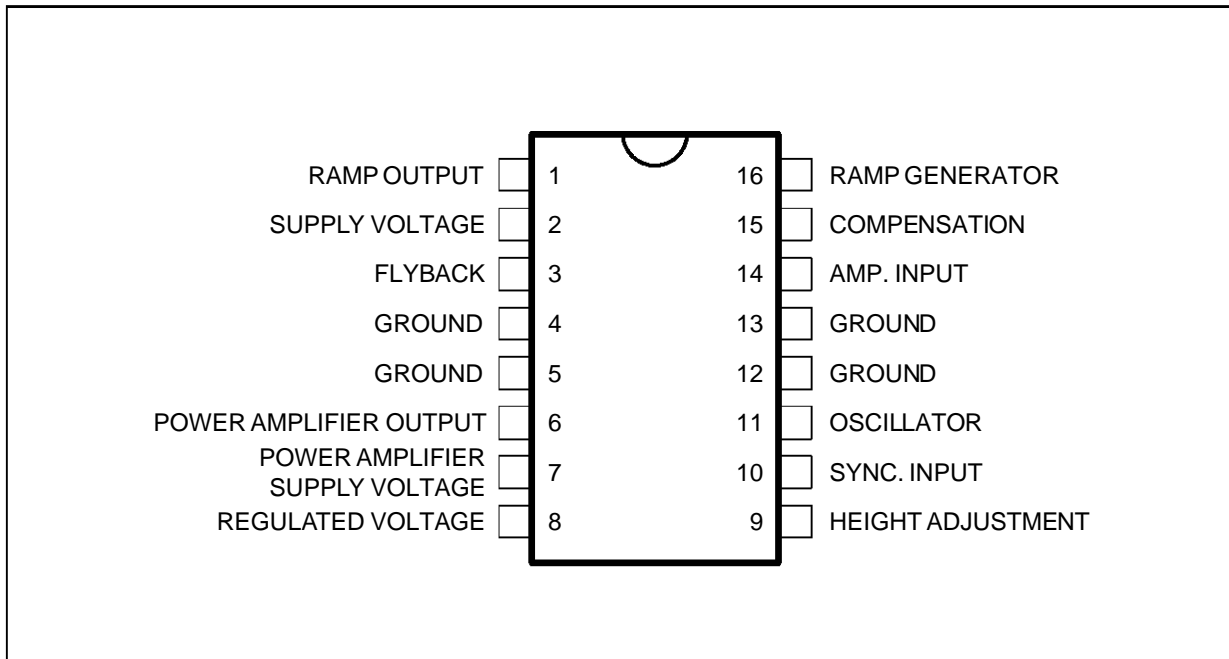 RAMP OUTPUT 1 16 RAMP GENERATOR
SUPPLY VOLTAGE 2 15 COMPENSATION
FLYBACK 3 14 AMP. INPUT
GROUND 4 13 GROUND
GROUND 5 12 GROUND
POWER AMPLIFIER OUTPUT 6 11 OSCILLATOR
POWER AMPLIFIER
SUPPLY VOLTAGE 7 10 SYNC. INPUT
REGULATED VOLTAGE 8 9 HEIGHT ADJUSTMENT